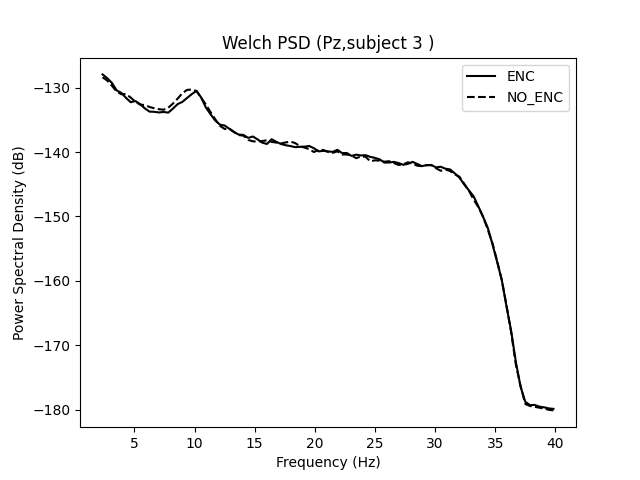 Welch PSD (Pz,subject 3 )
ENC
NO_ENC
Power Spectral Density (dB)
−130
−140
−150
−160
−170
−180
5 10 15 20 25 30 35 40
Frequency (Hz)